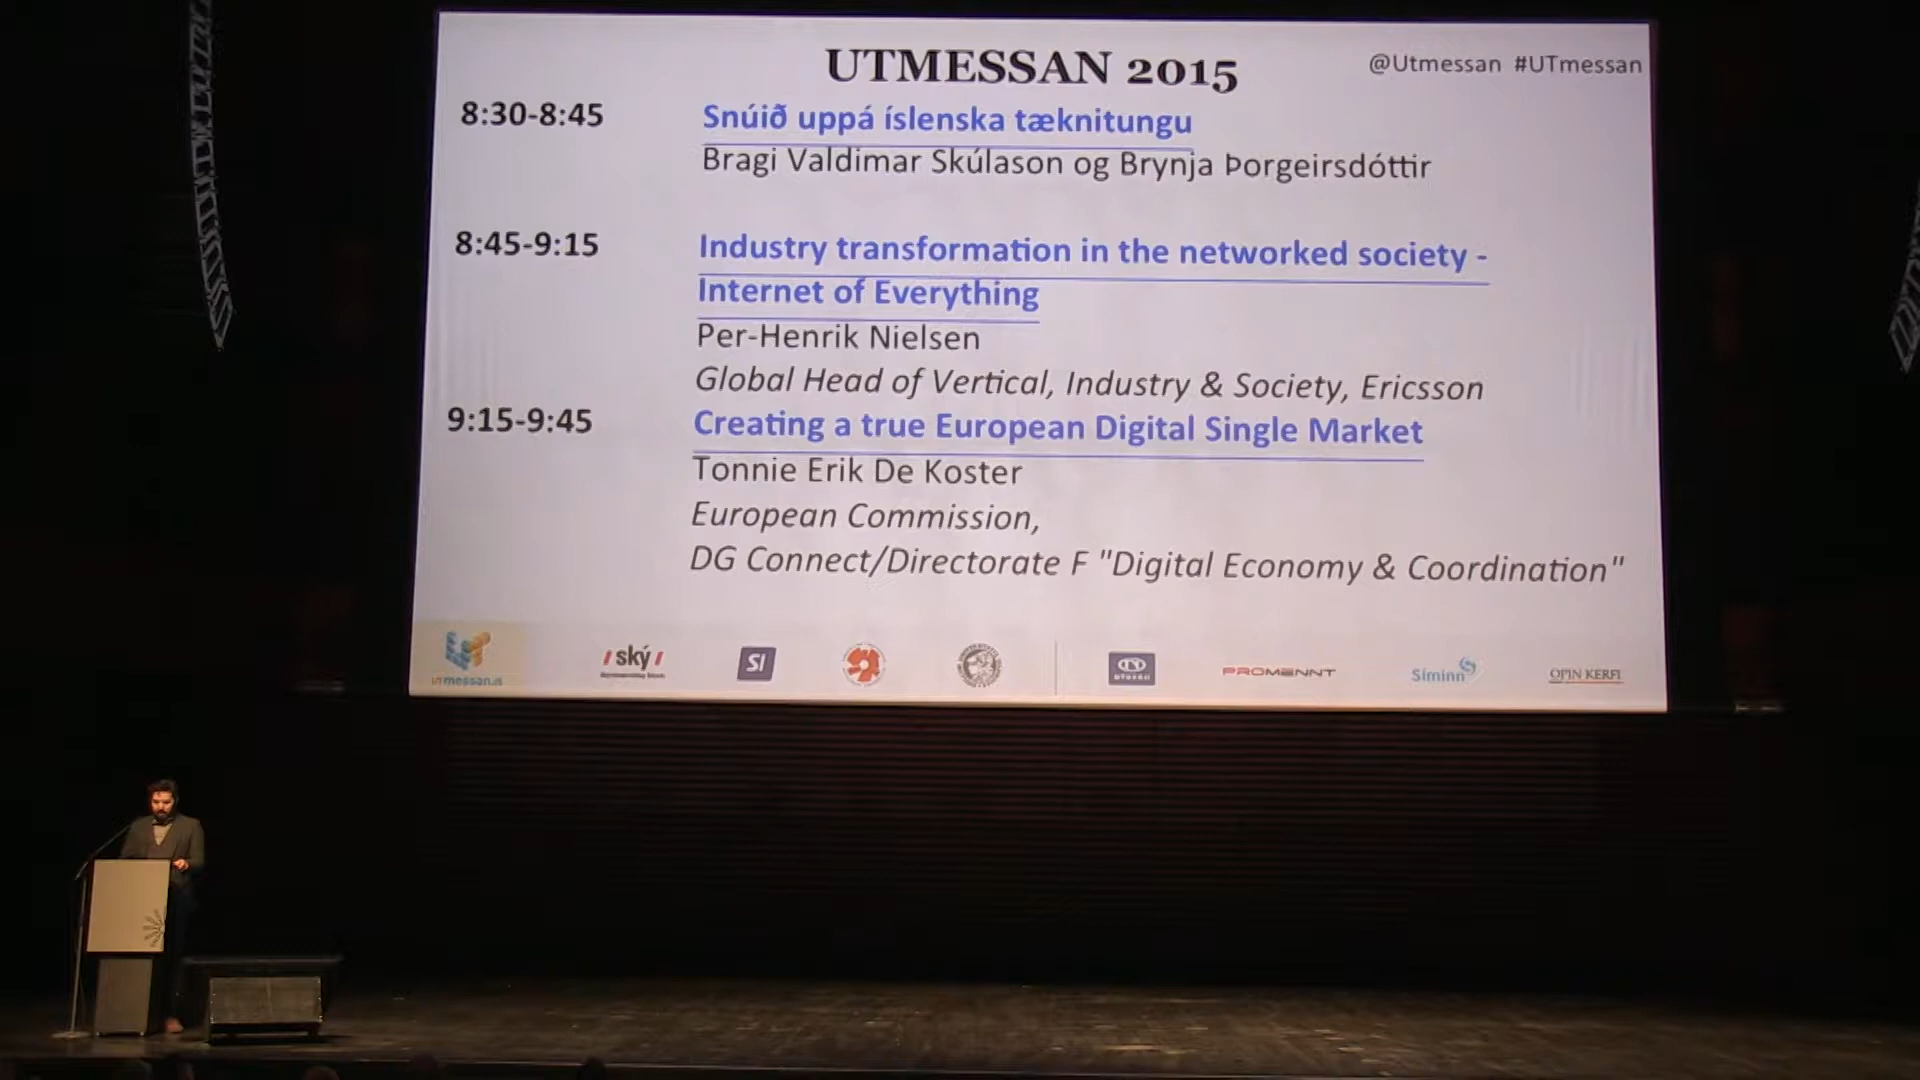 UTMESSAN 2015
@Utmessan #UTmessan
8:30-8:45
Snúið uppá íslenska tæknitungu
Bragi Valdimar Skúlason og Brynja Þorgeirsdóttir
8:45-9:15
Industry transformation in the networked society -
Internet of Everything
Per-Henrik Nielsen
Global Head of Vertical, Industry & Society, Ericsson
9:15-9:45
Creating a true European Digital Single Market
Tonnie Erik De Koster
European Commission,
DG Connect/Directorate F "Digital Economy & Coordination"
UTmessan.is
ský
SI
PROMENNT
Síminn
OPIN KERFI